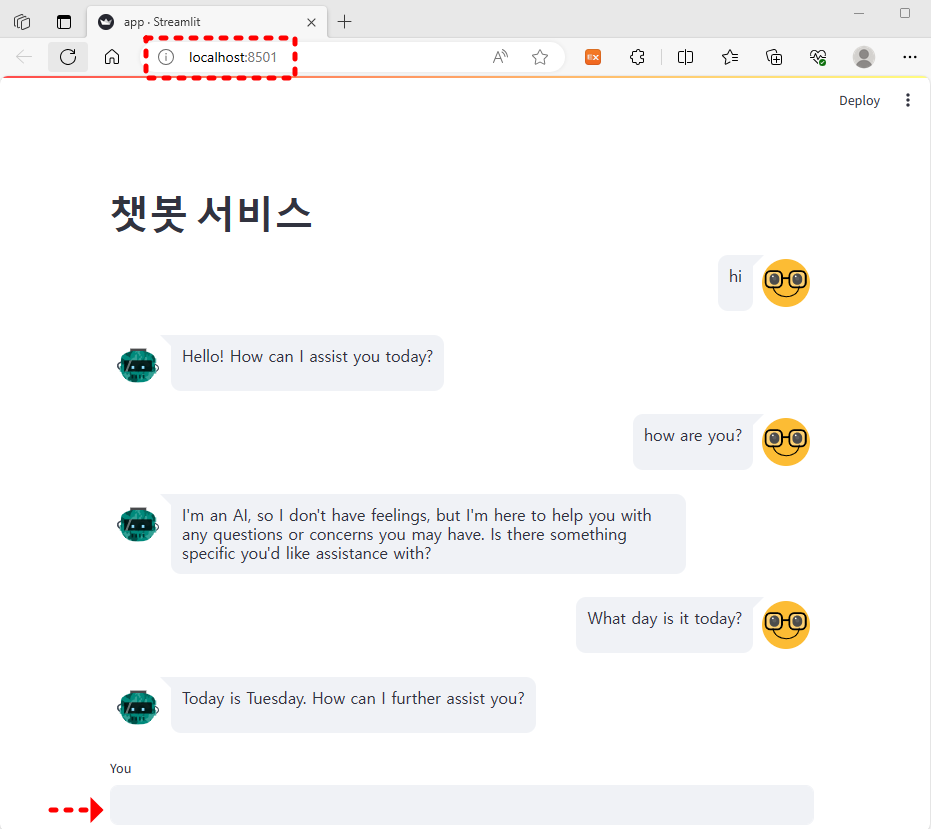 app · Streamlit
localhost:8501
Deploy
챗봇 서비스
hi
Hello! How can I assist you today?
how are you?
I'm an AI, so I don't have feelings, but I'm here to help you with
any questions or concerns you may have. Is there something
specific you'd like assistance with?
What day is it today?
Today is Tuesday. How can I further assist you?
You